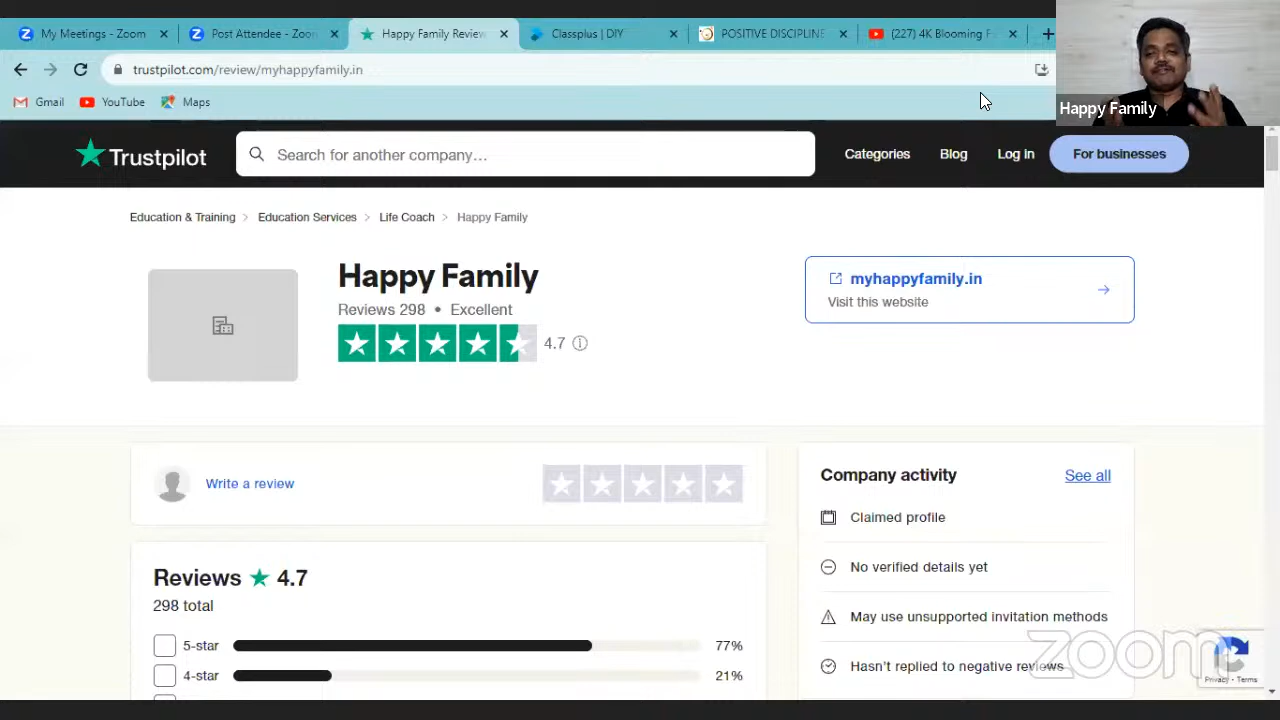 My Meetings - Zoom
Post Attendee - Zoom
Happy Family Review
Classplus | DIY
POSITIVE DISCIPLINE
(227) 4K Blooming F
trustpilot.com/review/myhappyfamily.in
Gmail
YouTube
Maps
Happy Family
Trustpilot
Search for another company...
Categories
Blog
Log in
For businesses
Education & Training > Education Services > Life Coach > Happy Family
Happy Family
Reviews 298 • Excellent
4.7
myhappyfamily.in
Visit this website
Write a review
Company activity
See all
Claimed profile
No verified details yet
May use unsupported invitation methods
Hasn't replied to negative reviews
Reviews ★ 4.7
298 total
5-star
77%
4-star
21%
zoom
Privacy - Terms